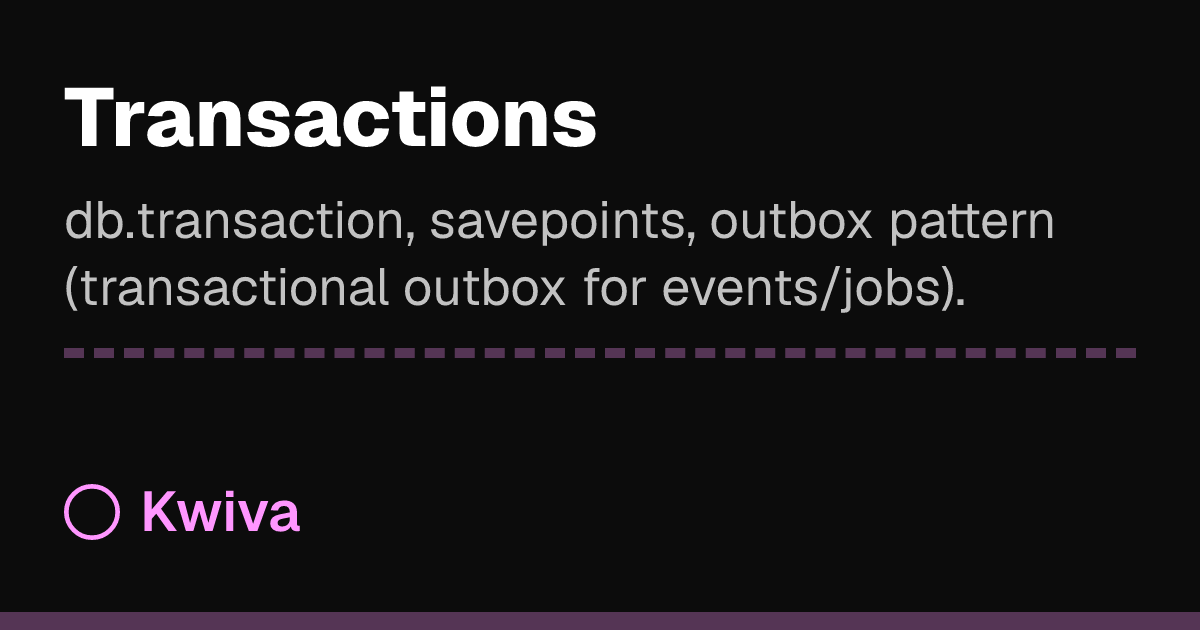 Transactions
db.transaction, savepoints, outbox pattern
(transactional outbox for events/jobs).
Kwiva